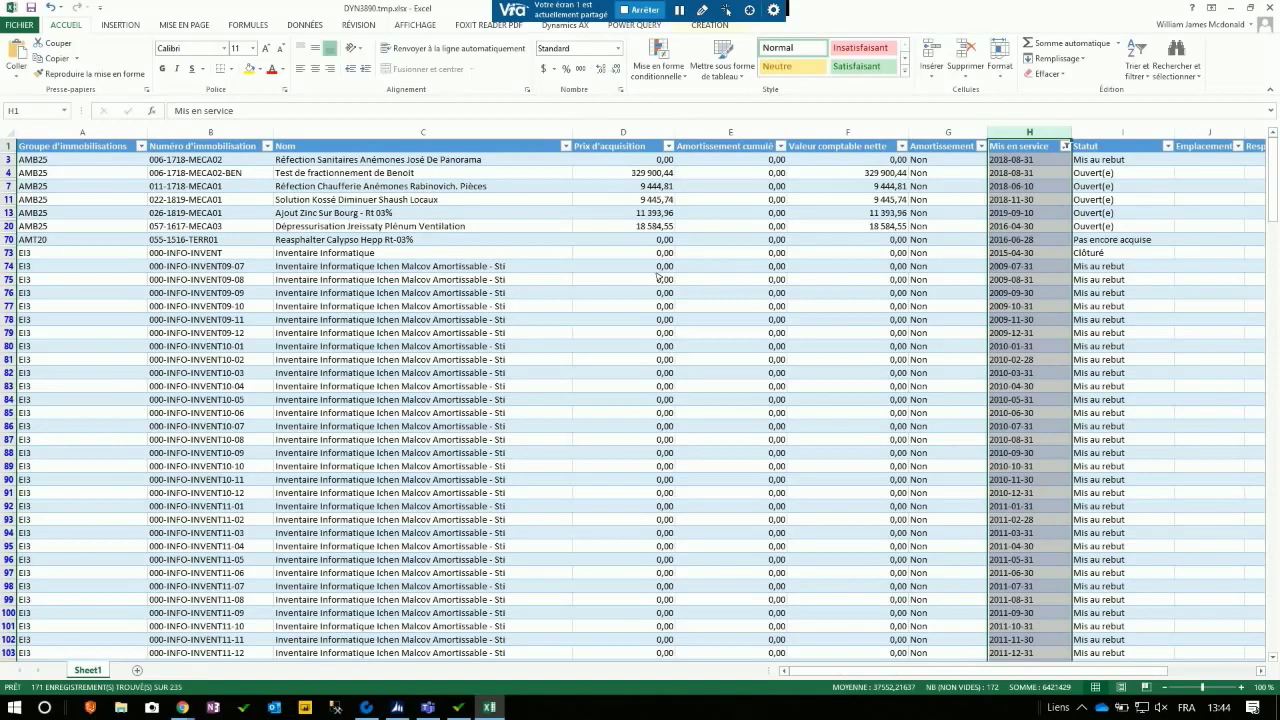 DYN3890.tmp.xlsx - Excel
Votre écran 1 est actuellement partagé
Arrêter
FICHIER ACCUEIL INSERTION MISE EN PAGE FORMULES DONNÉES RÉVISION AFFICHAGE FOXIT READER PDF Dynamics AX POWER QUERY CRÉATION
William James Mcdonald
Coller
Couper
Copier
Reproduire la mise en forme
Presse-papiers
Calibri 11
G I S
Police
Renvoyer à la ligne automatiquement
Fusionner et centrer
Alignement
Standard
Nombre
Mise en forme conditionnelle
Mettre sous forme de tableau
Normal Insatisfaisant
Neutre Satisfaisant
Style
Insérer Supprimer Format
Cellules
Somme automatique
Remplissage
Effacer
Trier et filtrer
Rechercher et sélectionner
Édition
H1 Mis en service
A B C D E F G H I J
1 Groupe d'immobilisations Numéro d'immobilisation Nom Prix d'acquisition Amortissement cumulé Valeur comptable nette Amortissement Mis en service Statut Emplacement Resp
3 AMB25 006-1718-MECA02 Réfection Sanitaires Anémones José De Panorama 0,00 0,00 0,00 Non 2018-08-31 Mis au rebut
4 AMB25 006-1718-MECA02-BEN Test de fractionnement de Benoit 329 900,44 0,00 329 900,44 Non 2018-08-31 Ouvert(e)
7 AMB25 011-1718-MECA01 Réfection Chaufferie Anémones Rabinovich. Pièces 9 444,81 0,00 9 444,81 Non 2018-06-10 Ouvert(e)
11 AMB25 022-1819-MECA01 Solution Kossé Diminuer Shaush Locaux 9 445,74 0,00 9 445,74 Non 2018-11-30 Ouvert(e)
13 AMB25 026-1819-MECA01 Ajout Zinc Sur Bourg - Rt 03% 11 393,96 0,00 11 393,96 Non 2019-09-10 Ouvert(e)
20 AMB25 057-1617-MECA03 Dépressurisation Jreissaty Plénum Ventilation 18 584,55 0,00 18 584,55 Non 2016-04-30 Ouvert(e)
70 AMT20 055-1516-TERR01 Reasphalter Calypso Hepp Rt-03% 0,00 0,00 0,00 Non 2016-06-28 Pas encore acquise
73 EI3 000-INFO-INVENT Inventaire Informatique 0,00 0,00 0,00 Non 2015-04-30 Clôturé
74 EI3 000-INFO-INVENT09-07 Inventaire Informatique Ichen Malcov Amortissable - Sti 0,00 0,00 0,00 Non 2009-07-31 Mis au rebut
75 EI3 000-INFO-INVENT09-08 Inventaire Informatique Ichen Malcov Amortissable - Sti 0,00 0,00 0,00 Non 2009-08-31 Mis au rebut
76 EI3 000-INFO-INVENT09-09 Inventaire Informatique Ichen Malcov Amortissable - Sti 0,00 0,00 0,00 Non 2009-09-30 Mis au rebut
77 EI3 000-INFO-INVENT09-10 Inventaire Informatique Ichen Malcov Amortissable - Sti 0,00 0,00 0,00 Non 2009-10-31 Mis au rebut
78 EI3 000-INFO-INVENT09-11 Inventaire Informatique Ichen Malcov Amortissable - Sti 0,00 0,00 0,00 Non 2009-11-30 Mis au rebut
79 EI3 000-INFO-INVENT09-12 Inventaire Informatique Ichen Malcov Amortissable - Sti 0,00 0,00 0,00 Non 2009-12-31 Mis au rebut
80 EI3 000-INFO-INVENT10-01 Inventaire Informatique Ichen Malcov Amortissable - Sti 0,00 0,00 0,00 Non 2010-01-31 Mis au rebut
81 EI3 000-INFO-INVENT10-02 Inventaire Informatique Ichen Malcov Amortissable - Sti 0,00 0,00 0,00 Non 2010-02-28 Mis au rebut
82 EI3 000-INFO-INVENT10-03 Inventaire Informatique Ichen Malcov Amortissable - Sti 0,00 0,00 0,00 Non 2010-03-31 Mis au rebut
83 EI3 000-INFO-INVENT10-04 Inventaire Informatique Ichen Malcov Amortissable - Sti 0,00 0,00 0,00 Non 2010-04-30 Mis au rebut
84 EI3 000-INFO-INVENT10-05 Inventaire Informatique Ichen Malcov Amortissable - Sti 0,00 0,00 0,00 Non 2010-05-31 Mis au rebut
85 EI3 000-INFO-INVENT10-06 Inventaire Informatique Ichen Malcov Amortissable - Sti 0,00 0,00 0,00 Non 2010-06-30 Mis au rebut
86 EI3 000-INFO-INVENT10-07 Inventaire Informatique Ichen Malcov Amortissable - Sti 0,00 0,00 0,00 Non 2010-07-31 Mis au rebut
87 EI3 000-INFO-INVENT10-08 Inventaire Informatique Ichen Malcov Amortissable - Sti 0,00 0,00 0,00 Non 2010-08-31 Mis au rebut
88 EI3 000-INFO-INVENT10-09 Inventaire Informatique Ichen Malcov Amortissable - Sti 0,00 0,00 0,00 Non 2010-09-30 Mis au rebut
89 EI3 000-INFO-INVENT10-10 Inventaire Informatique Ichen Malcov Amortissable - Sti 0,00 0,00 0,00 Non 2010-10-31 Mis au rebut
90 EI3 000-INFO-INVENT10-11 Inventaire Informatique Ichen Malcov Amortissable - Sti 0,00 0,00 0,00 Non 2010-11-30 Mis au rebut
91 EI3 000-INFO-INVENT10-12 Inventaire Informatique Ichen Malcov Amortissable - Sti 0,00 0,00 0,00 Non 2010-12-31 Mis au rebut
92 EI3 000-INFO-INVENT11-01 Inventaire Informatique Ichen Malcov Amortissable - Sti 0,00 0,00 0,00 Non 2011-01-31 Mis au rebut
93 EI3 000-INFO-INVENT11-02 Inventaire Informatique Ichen Malcov Amortissable - Sti 0,00 0,00 0,00 Non 2011-02-28 Mis au rebut
94 EI3 000-INFO-INVENT11-03 Inventaire Informatique Ichen Malcov Amortissable - Sti 0,00 0,00 0,00 Non 2011-03-31 Mis au rebut
95 EI3 000-INFO-INVENT11-04 Inventaire Informatique Ichen Malcov Amortissable - Sti 0,00 0,00 0,00 Non 2011-04-30 Mis au rebut
96 EI3 000-INFO-INVENT11-05 Inventaire Informatique Ichen Malcov Amortissable - Sti 0,00 0,00 0,00 Non 2011-05-31 Mis au rebut
97 EI3 000-INFO-INVENT11-06 Inventaire Informatique Ichen Malcov Amortissable - Sti 0,00 0,00 0,00 Non 2011-06-30 Mis au rebut
98 EI3 000-INFO-INVENT11-07 Inventaire Informatique Ichen Malcov Amortissable - Sti 0,00 0,00 0,00 Non 2011-07-31 Mis au rebut
99 EI3 000-INFO-INVENT11-08 Inventaire Informatique Ichen Malcov Amortissable - Sti 0,00 0,00 0,00 Non 2011-08-31 Mis au rebut
100 EI3 000-INFO-INVENT11-09 Inventaire Informatique Ichen Malcov Amortissable - Sti 0,00 0,00 0,00 Non 2011-09-30 Mis au rebut
101 EI3 000-INFO-INVENT11-10 Inventaire Informatique Ichen Malcov Amortissable - Sti 0,00 0,00 0,00 Non 2011-10-31 Mis au rebut
102 EI3 000-INFO-INVENT11-11 Inventaire Informatique Ichen Malcov Amortissable - Sti 0,00 0,00 0,00 Non 2011-11-30 Mis au rebut
103 EI3 000-INFO-INVENT11-12 Inventaire Informatique Ichen Malcov Amortissable - Sti 0,00 0,00 0,00 Non 2011-12-31 Mis au rebut
Sheet1
PRÊT 171 ENREGISTREMENT(S) TROUVÉ(S) SUR 235 MOYENNE : 37552,21637 NB (NON VIDES) : 172 SOMME : 6421429 100 %
Liens FRA 13:44